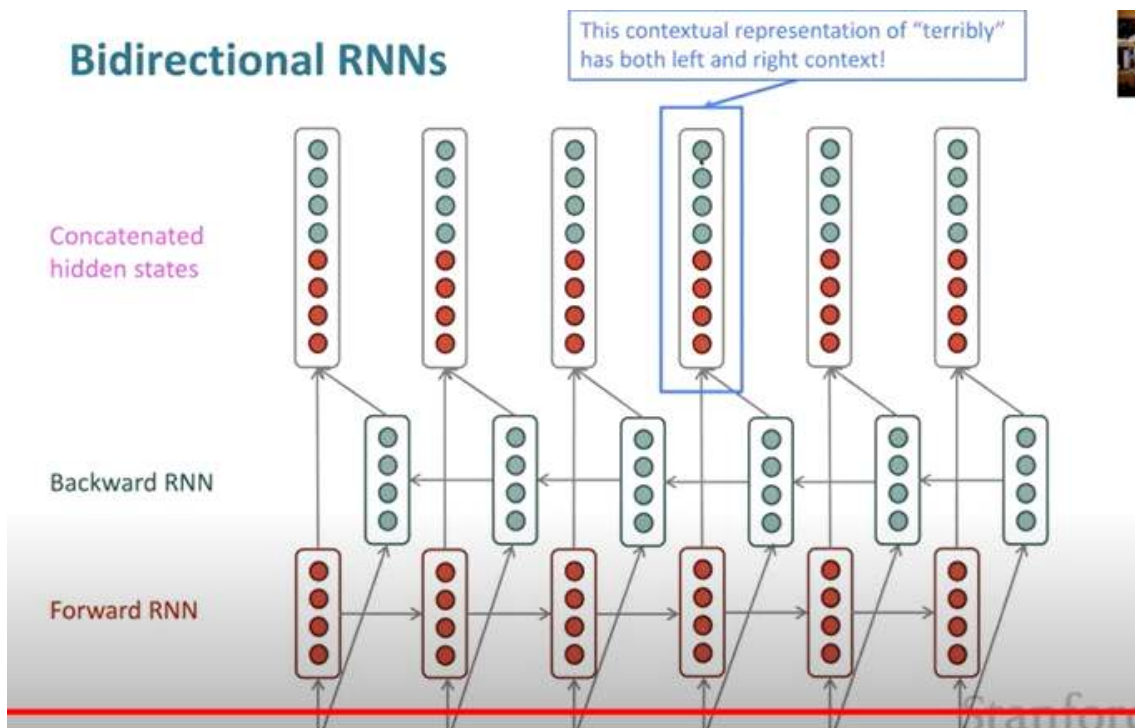 Bidirectional RNNs
This contextual representation of “terribly”
has both left and right context!
Concatenated
hidden states
Backward RNN
Forward RNN